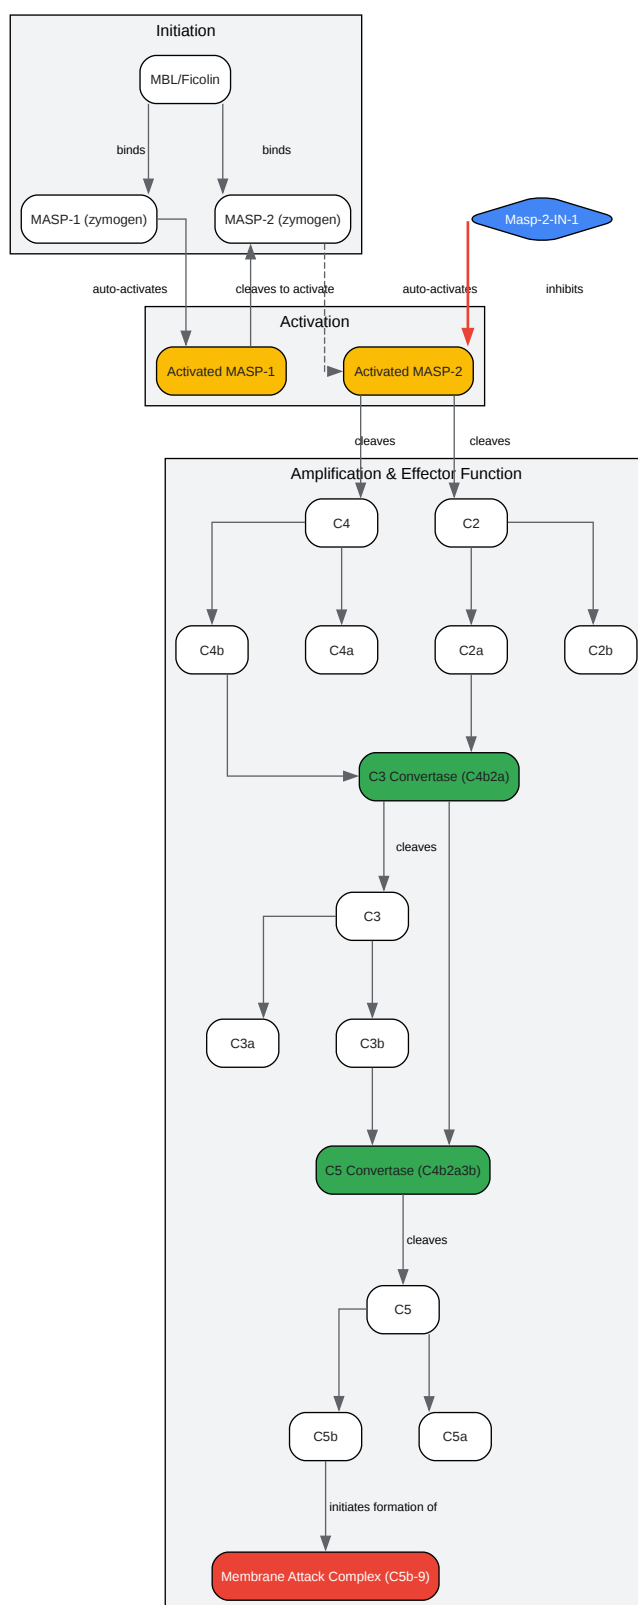 Initiation
MBL/Ficolin
binds
binds
MASP-1 (zymogen)
MASP-2 (zymogen)
Masp-2-IN-1
auto-activates
cleaves to activate
auto-activates
inhibits
Activation
Activated MASP-1
Activated MASP-2
cleaves
cleaves
Amplification & Effector Function
C4
C2
C4b
C4a
C2a
C2b
C3 Convertase (C4b2a)
cleaves
C3
C3a
C3b
C5 Convertase (C4b2a3b)
cleaves
C5
C5b
C5a
initiates formation of
Membrane Attack Complex (C5b-9)